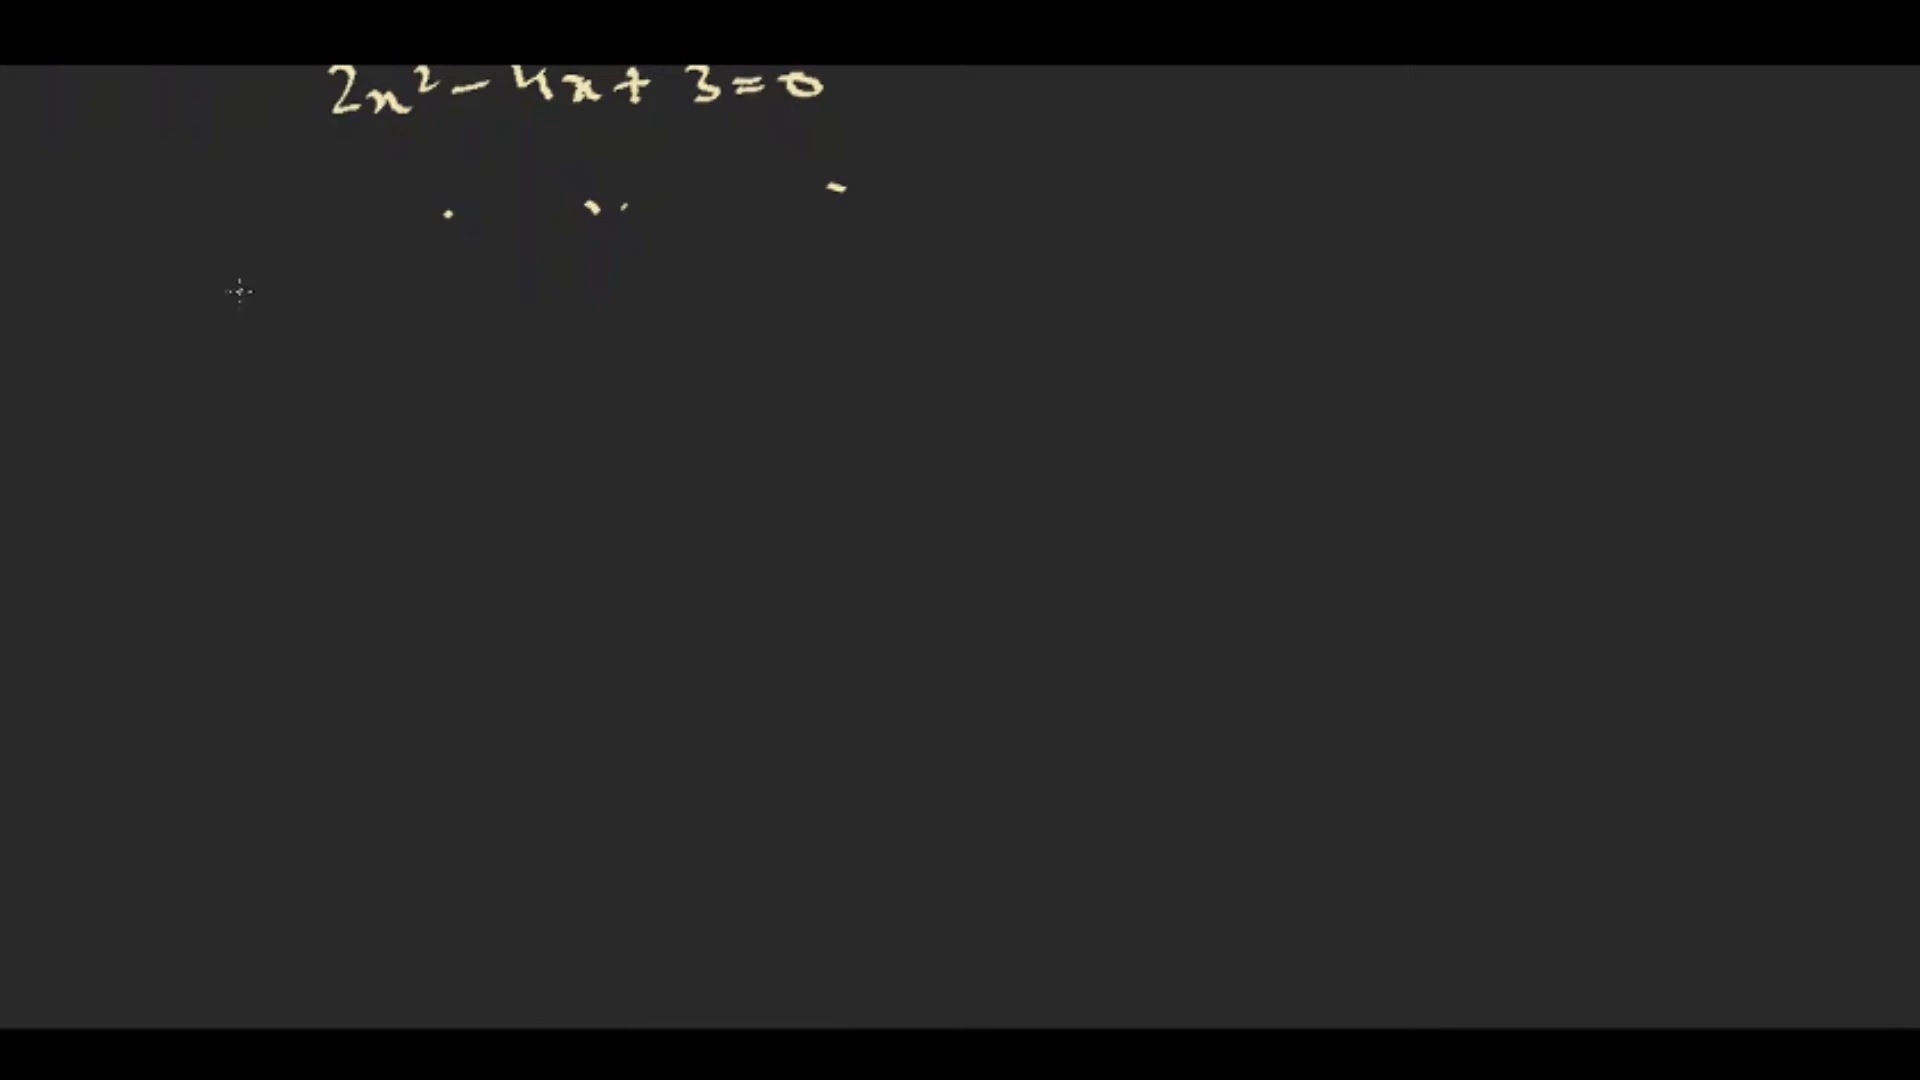 2x² - 4x + 3 = 0